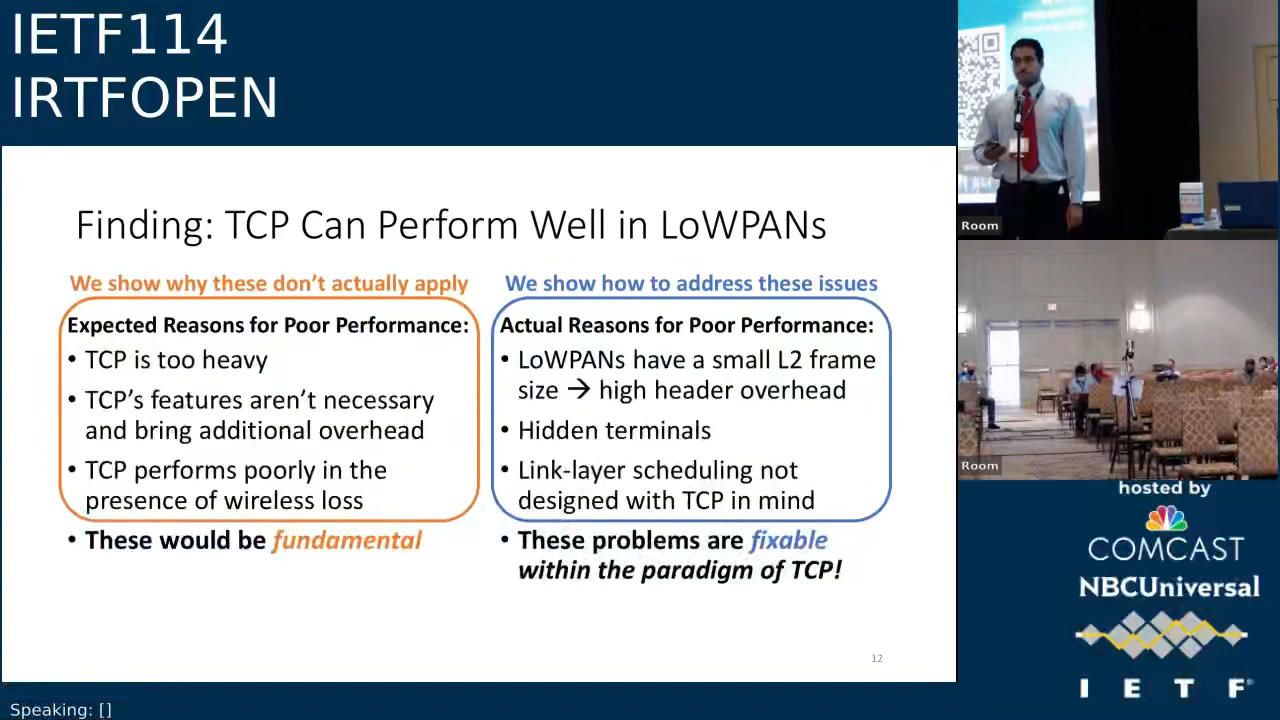 IETF114
IRTFOPEN
Finding: TCP Can Perform Well in LoWPANs
We show why these don’t actually apply
Expected Reasons for Poor Performance:
• TCP is too heavy
• TCP’s features aren’t necessary
and bring additional overhead
• TCP performs poorly in the
presence of wireless loss
• These would be fundamental
We show how to address these issues
Actual Reasons for Poor Performance:
• LoWPANs have a small L2 frame
size → high header overhead
• Hidden terminals
• Link-layer scheduling not
designed with TCP in mind
• These problems are fixable
within the paradigm of TCP!
12
Speaking: []
Room
Room
hosted by
COMCAST
NBCUniversal
I E T F®